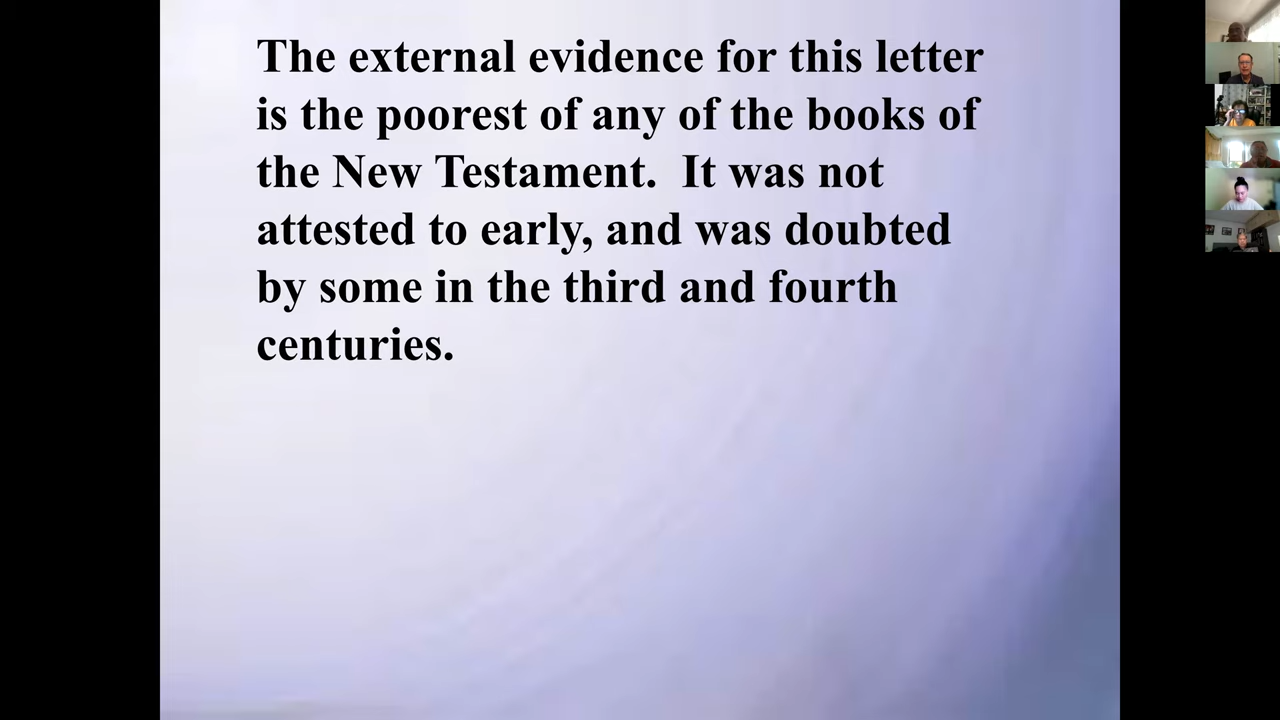 The external evidence for this letter
is the poorest of any of the books of
the New Testament.  It was not
attested to early, and was doubted
by some in the third and fourth
centuries.